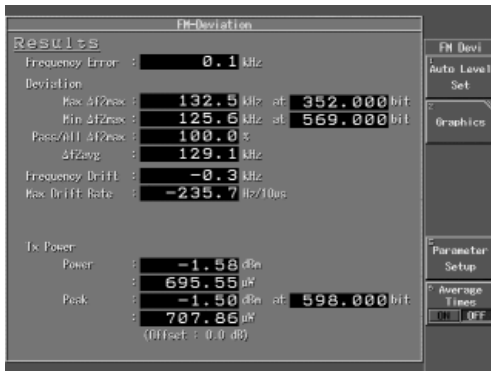 FM-Deviation
Results
Frequency Error : 0.1 kHz
Deviation
Max Δf2max : 132.5 kHz at 352.000 bit
Min Δf2max : 125.6 kHz at 569.000 bit
Pass/All Δf2max : 100.0 %
Δf2avg : 129.1 kHz
Frequency Drift : -0.3 kHz
Max Drift Rate : -235.7 Hz/10us
Tx Power
Power : -1.58 dBm
: 695.55 µW
Peak : -1.50 dBm at 598.000 bit
: 707.86 µW
(Offset : 0.0 dB)
FM Devi
Auto Level
Set
Graphics
Parameter
Setup
Average
Times
ON OFF